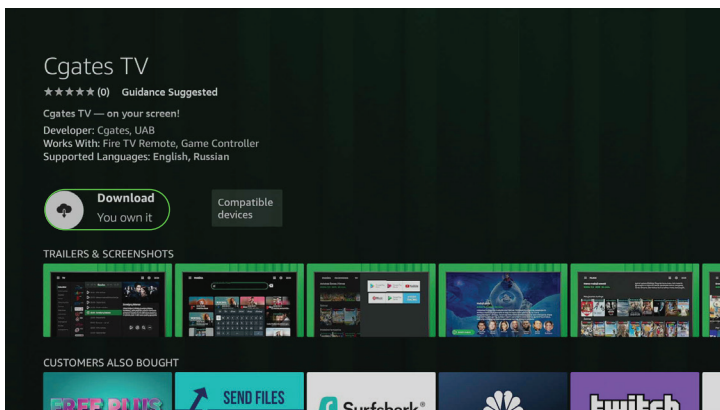 Cgates TV
(0) Guidance Suggested
Cgates TV — on your screen!
Developer: Cgates, UAB
Works With: Fire TV Remote, Game Controller
Supported Languages: English, Russian
Download
You own it
Compatible
devices
TRAILERS & SCREENSHOTS
CUSTOMERS ALSO BOUGHT
FREE PLUS
SEND FILES
Surfshark®
twitch